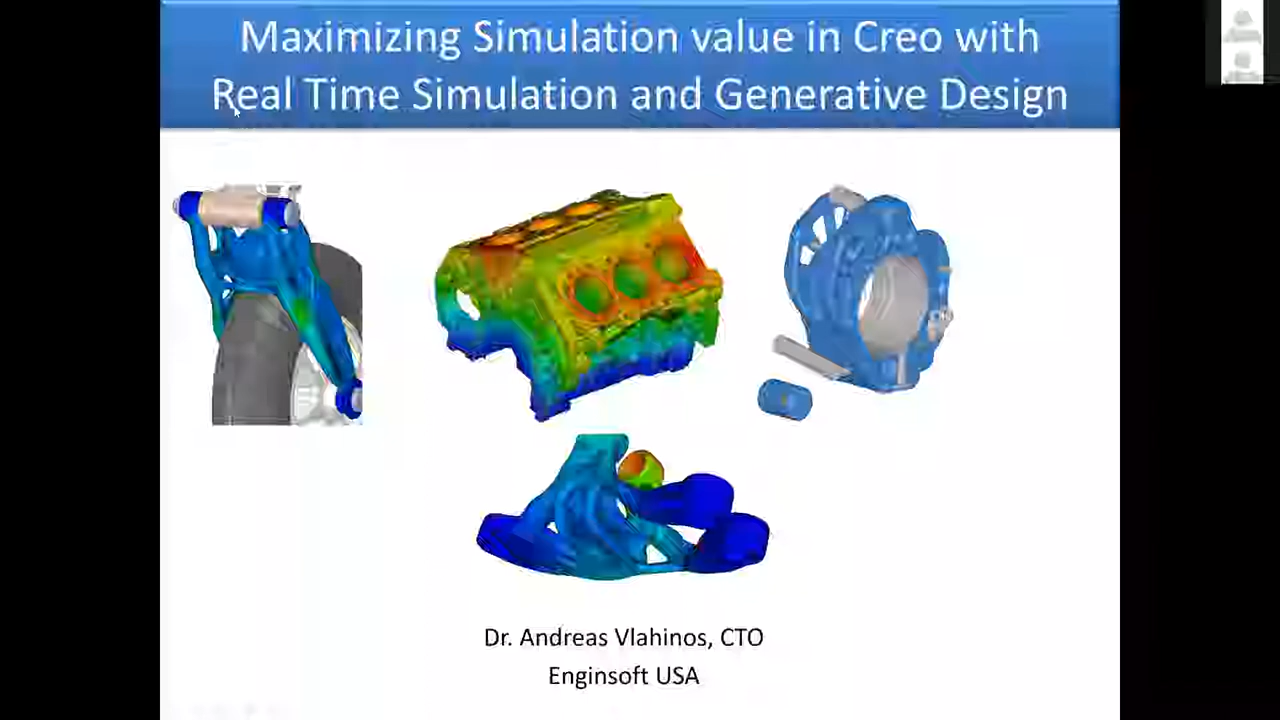 Maximizing Simulation value in Creo with
Real Time Simulation and Generative Design
Dr. Andreas Vlahinos, CTO
Enginsoft USA